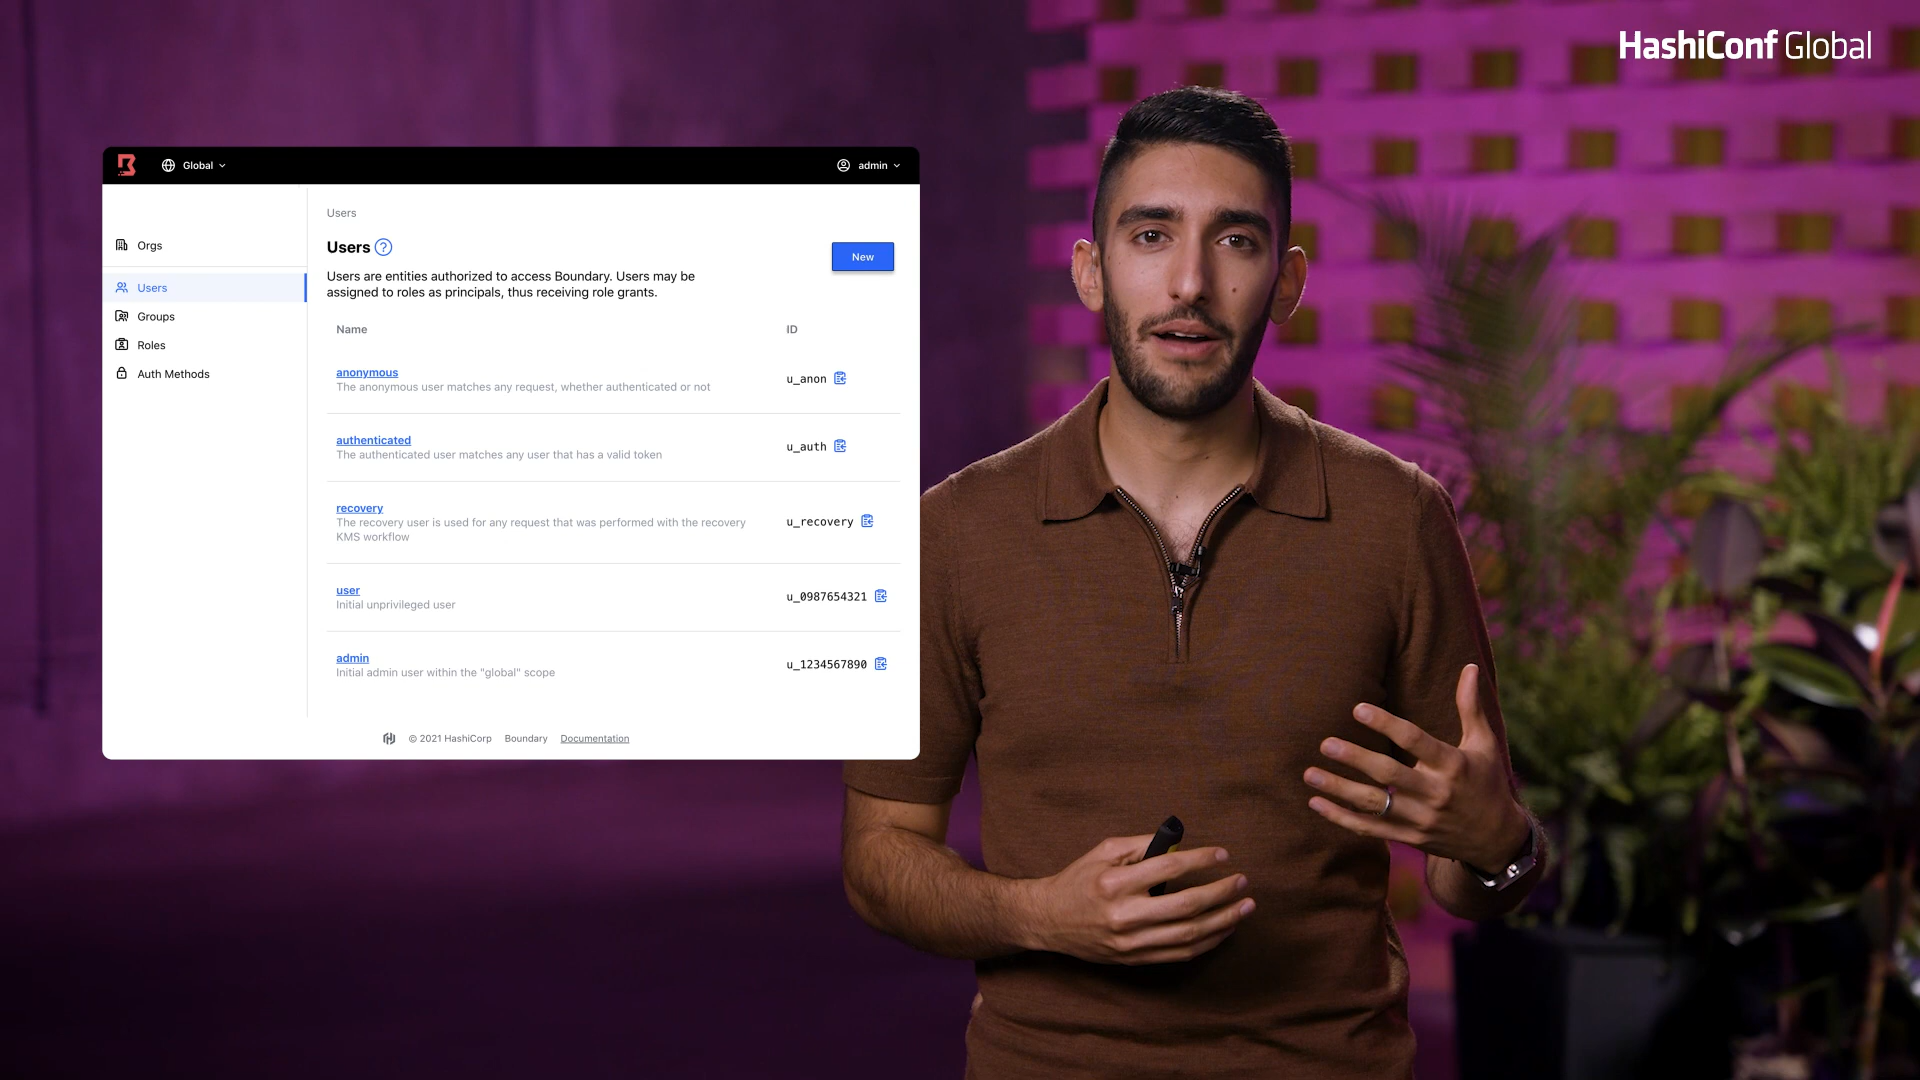 HashiConf Global
Global
admin
Orgs
Users
Groups
Roles
Auth Methods
Users
Users
New
Users are entities authorized to access Boundary. Users may be
assigned to roles as principals, thus receiving role grants.
Name ID
anonymous
The anonymous user matches any request, whether authenticated or not
u_anon
authenticated
The authenticated user matches any user that has a valid token
u_auth
recovery
The recovery user is used for any request that was performed with the recovery
KMS workflow
u_recovery
user
Initial unprivileged user
u_0987654321
admin
Initial admin user within the "global" scope
u_1234567890
© 2021 HashiCorp Boundary Documentation